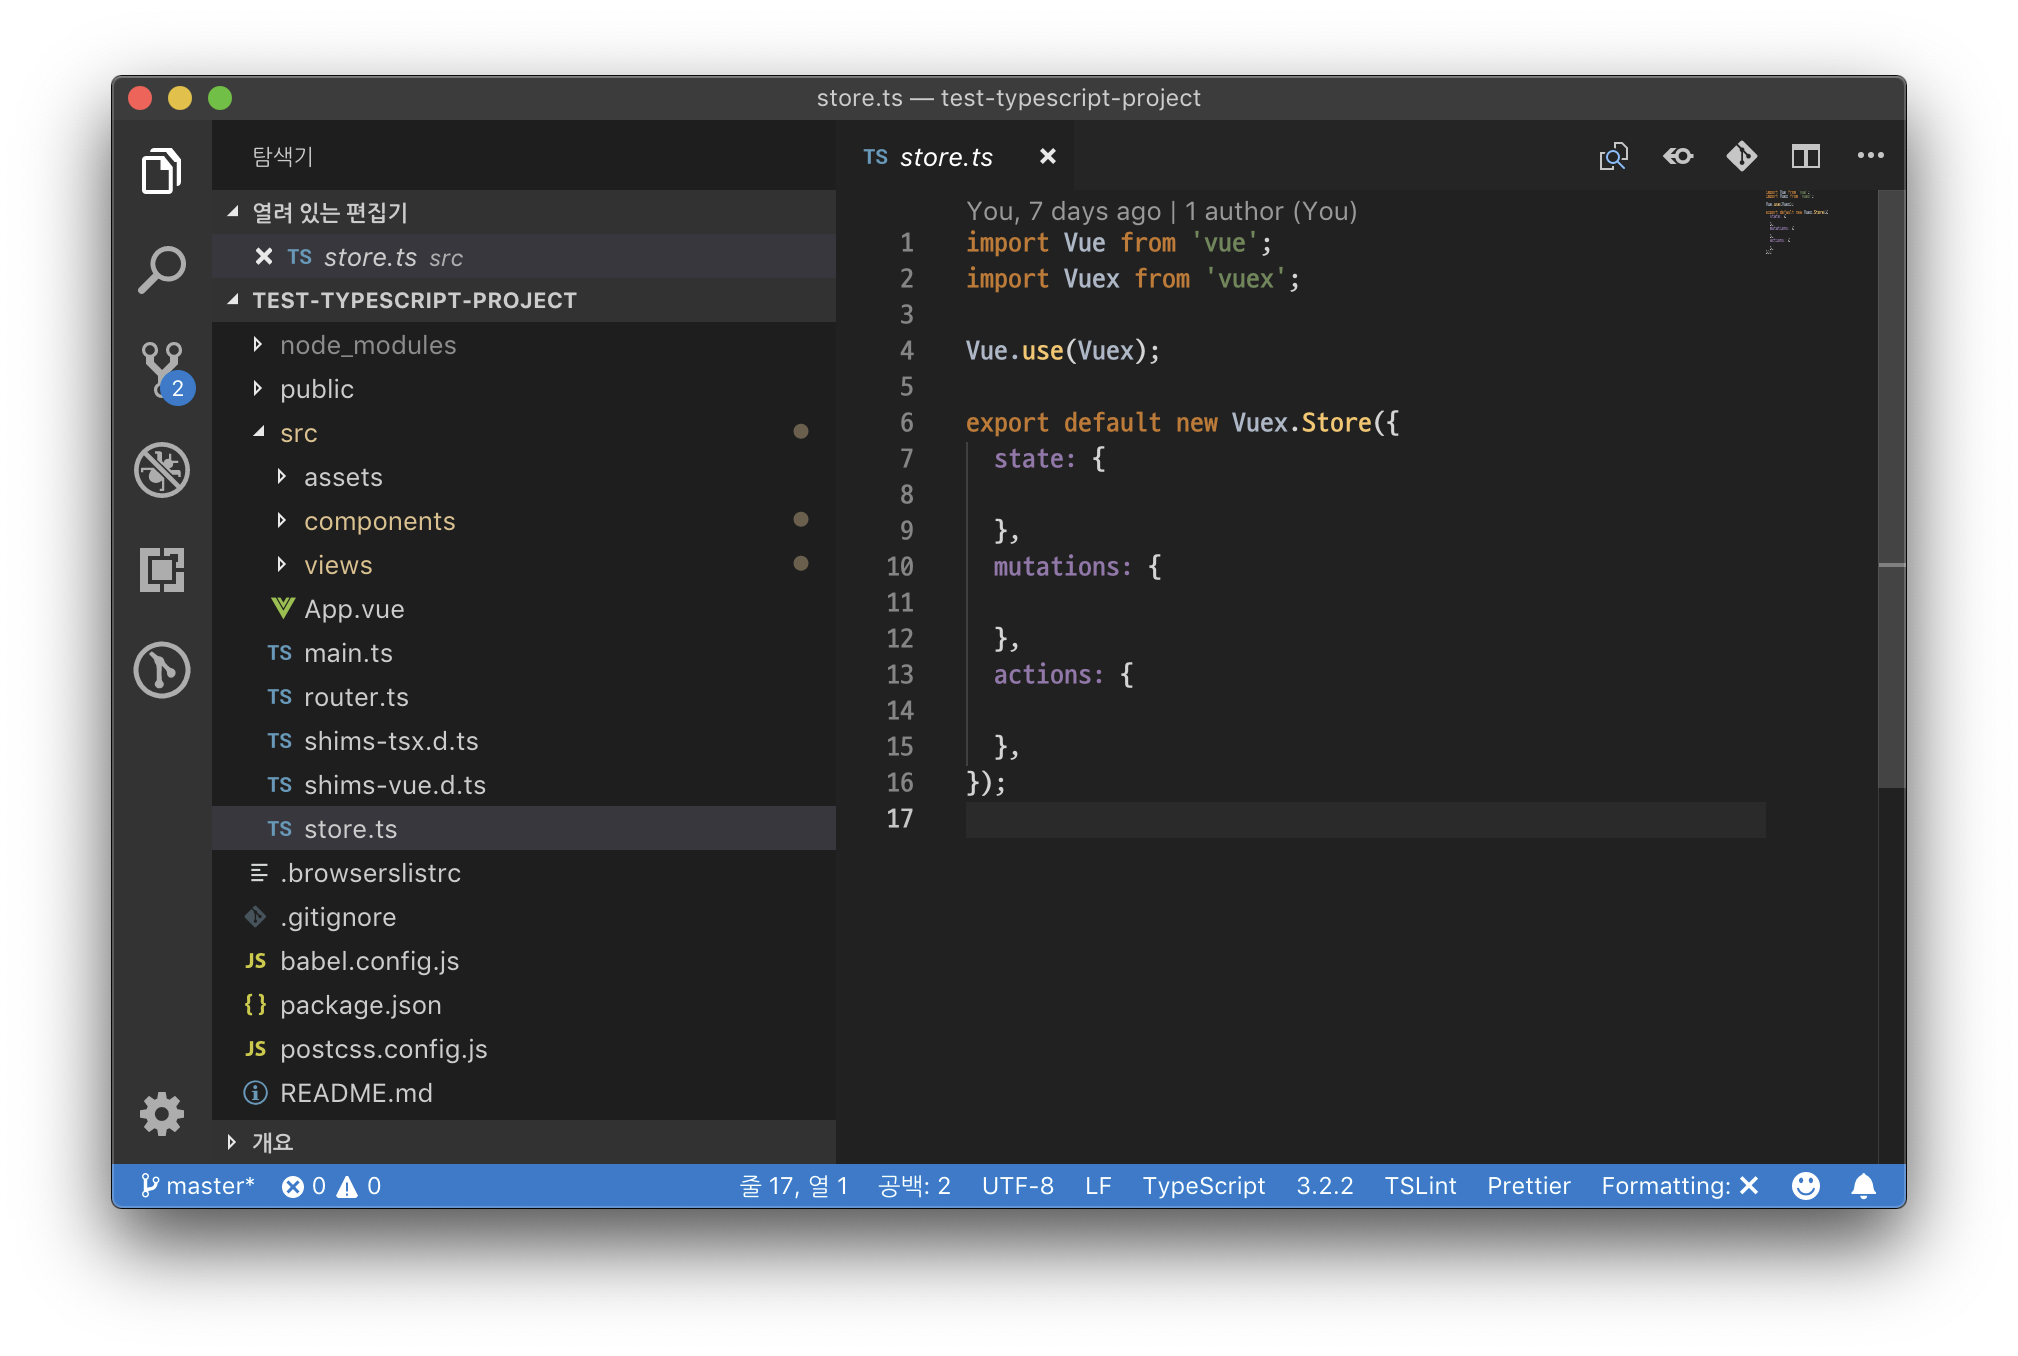 store.ts — test-typescript-project
탐색기
열려 있는 편집기
TS store.ts src
TEST-TYPESCRIPT-PROJECT
node_modules
public
src
assets
components
views
App.vue
TS main.ts
TS router.ts
TS shims-tsx.d.ts
TS shims-vue.d.ts
TS store.ts
.browserslistrc
.gitignore
JS babel.config.js
{} package.json
JS postcss.config.js
README.md
개요
2
TS store.ts
You, 7 days ago | 1 author (You)
1 import Vue from 'vue';
2 import Vuex from 'vuex';
3
4 Vue.use(Vuex);
5
6 export default new Vuex.Store({
7 state: {
8
9 },
10 mutations: {
11
12 },
13 actions: {
14
15 },
16 });
17
master* 0 0 줄 17, 열 1 공백: 2 UTF-8 LF TypeScript 3.2.2 TSLint Prettier Formatting: ✕